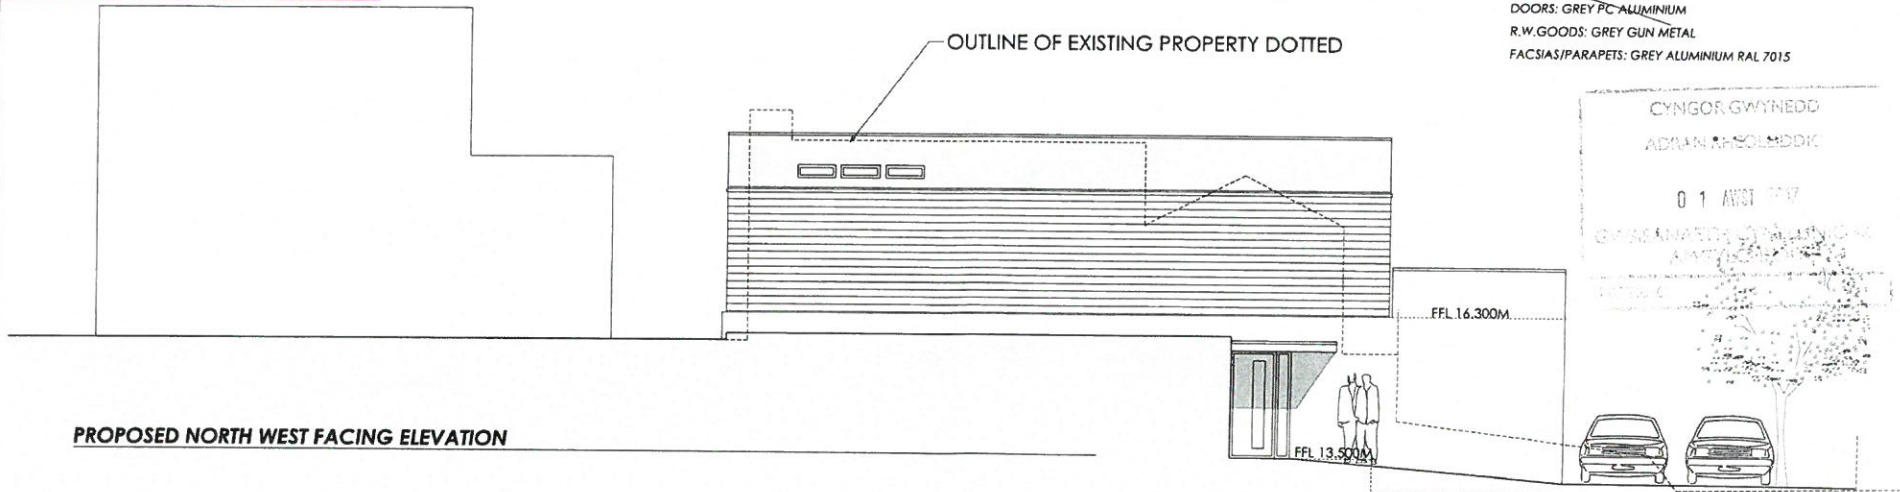 DOORS: GREY PC ALUMINIUM
R.W.GOODS: GREY GUN METAL
FACSIAS/PARAPETS: GREY ALUMINIUM RAL 7015
OUTLINE OF EXISTING PROPERTY DOTTED
CYNGOR GWYNEDD
ADRAN
0 1 AWST
FFL 16.300M
FFL 13.500M
PROPOSED NORTH WEST FACING ELEVATION